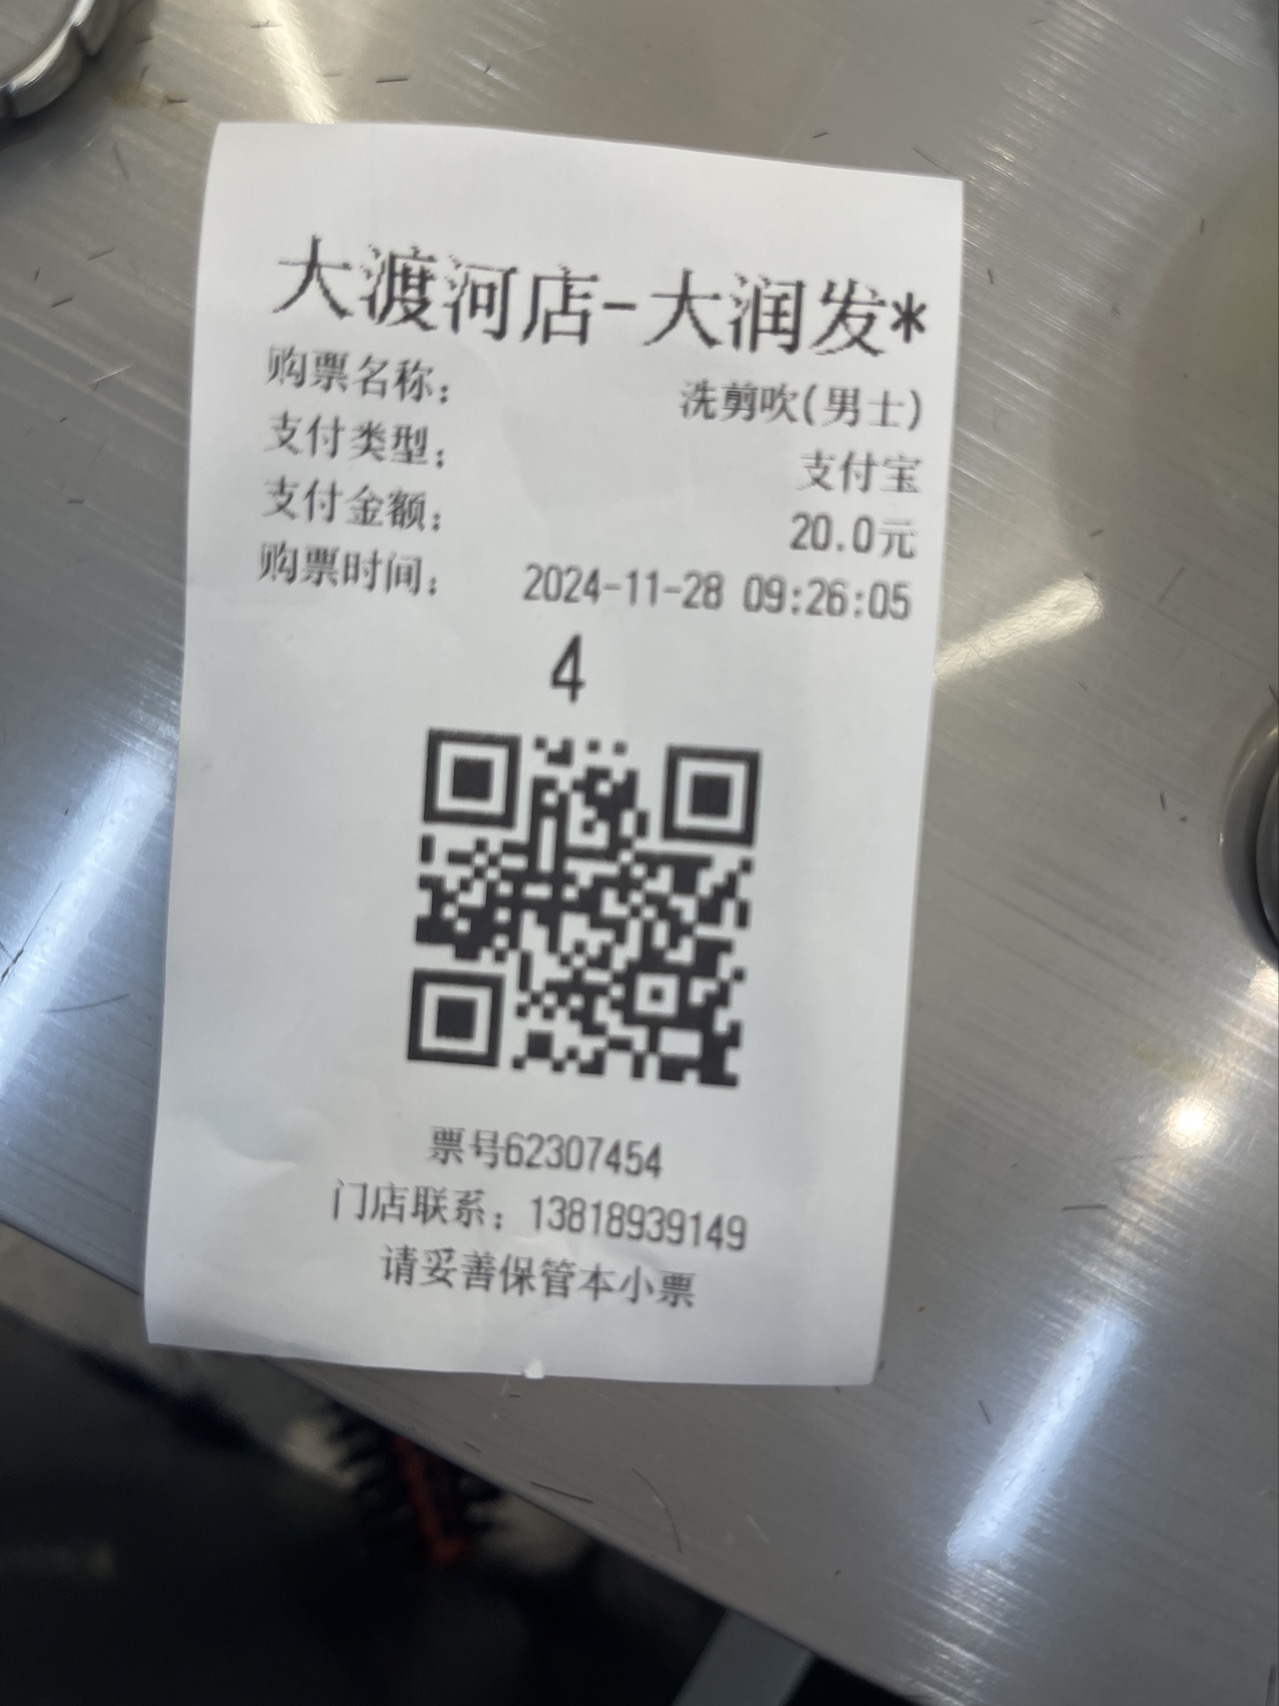 大渡河店-大润发*
购票名称： 洗剪吹(男士)
支付类型： 支付宝
支付金额： 20.0元
购票时间： 2024-11-28 09:26:05
4
票号62307454
门店联系：13818939149
请妥善保管本小票